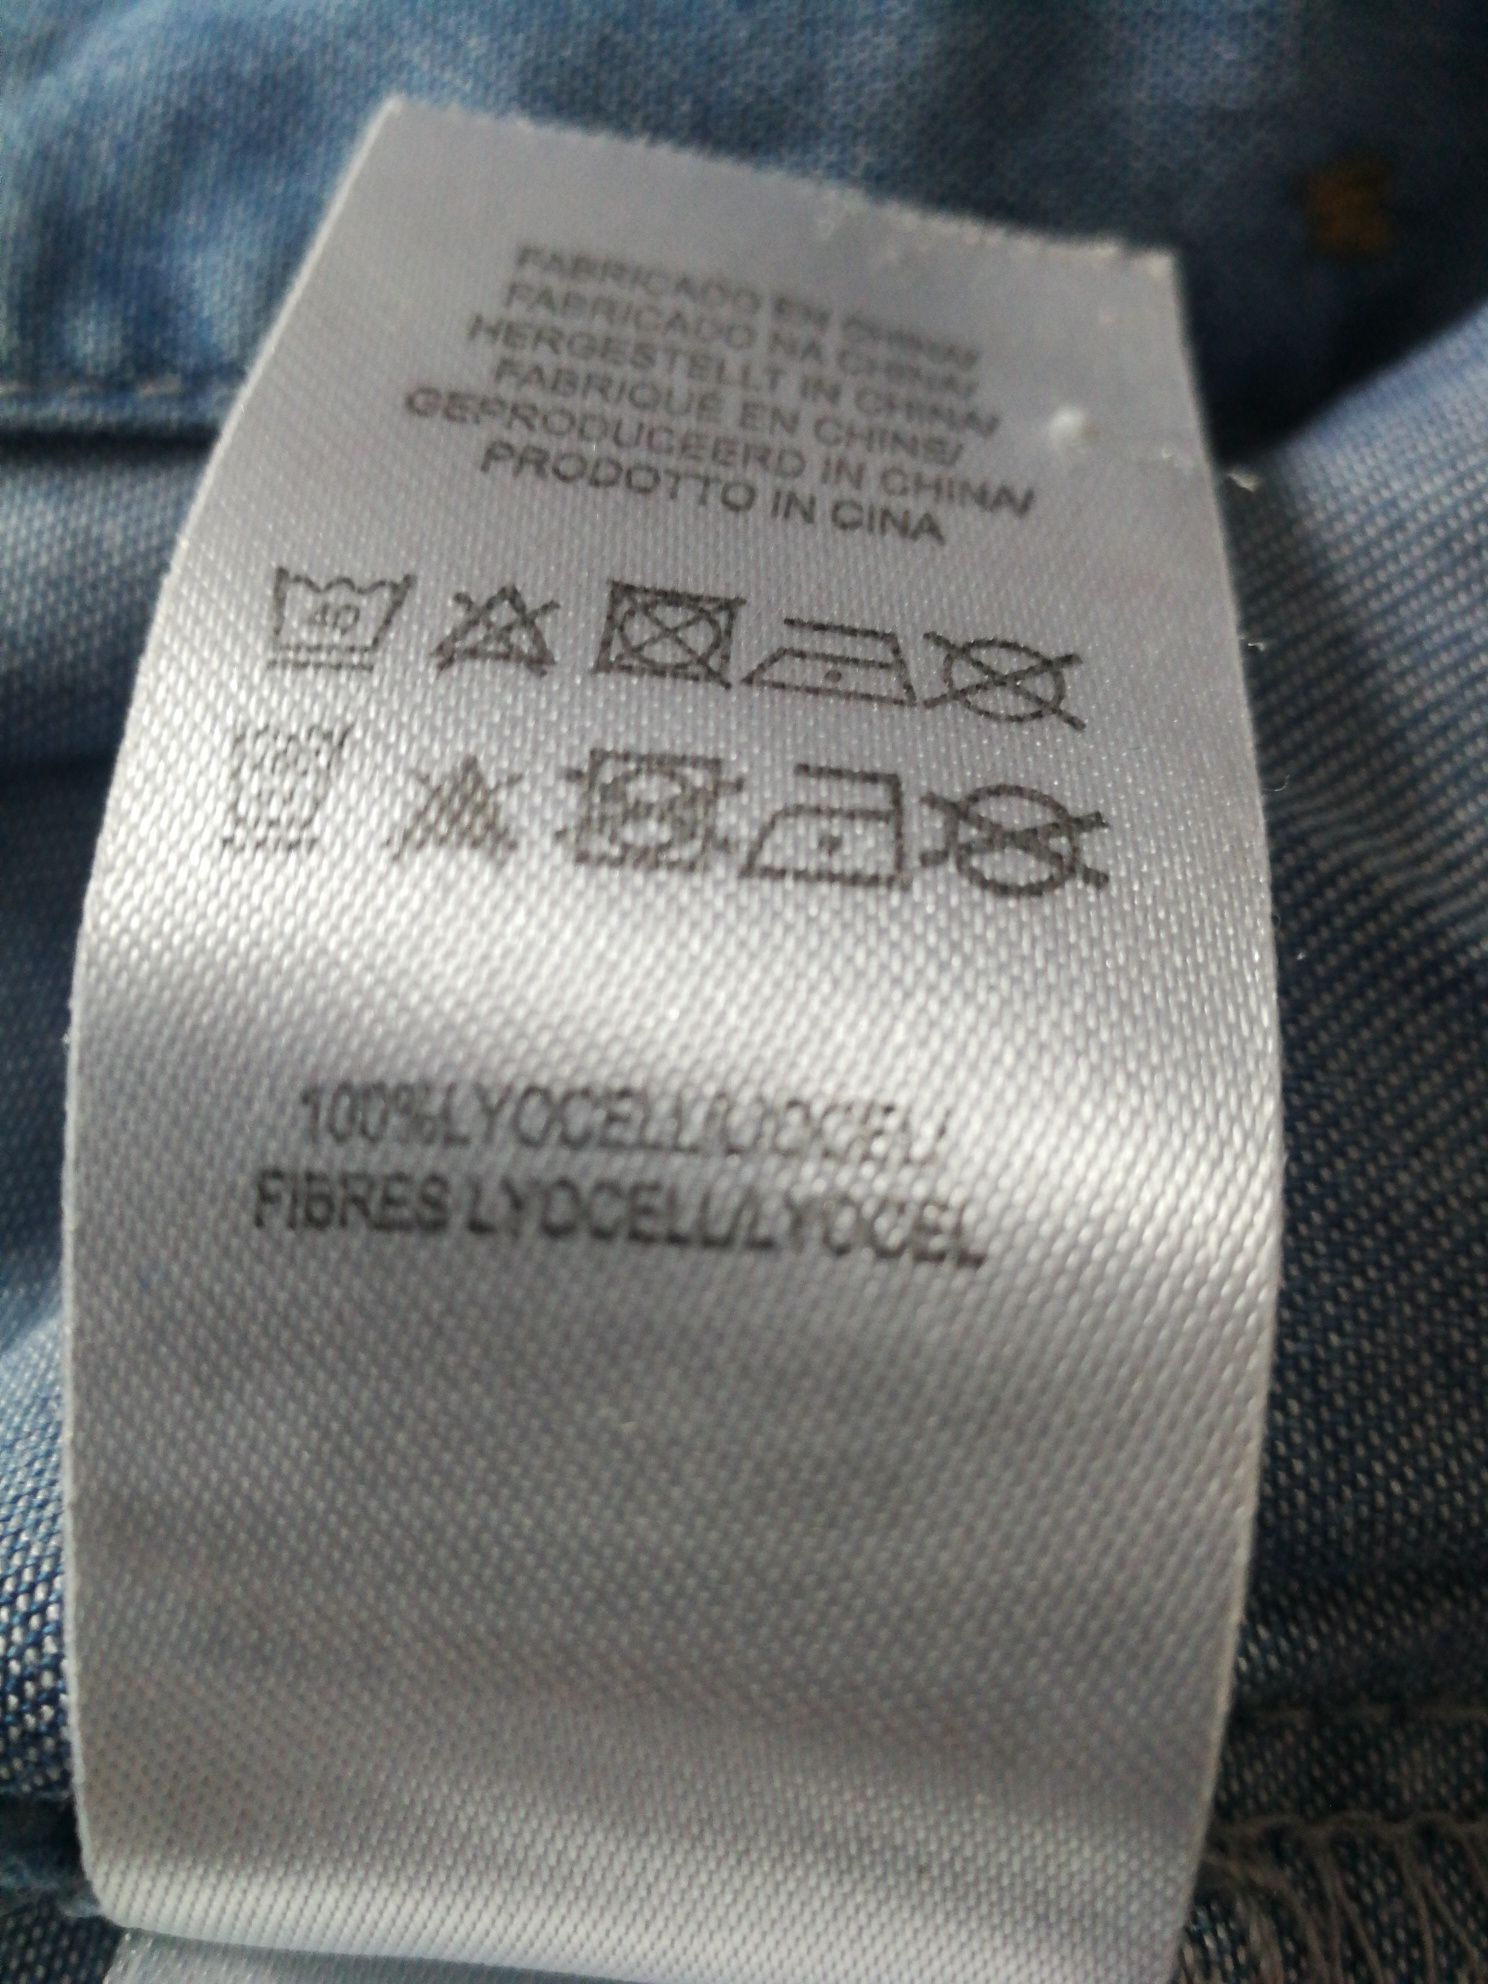 FABRICADO EN CHINA/
FABRICADO NA CHINA/
HERGESTELLT IN CHINA/
FABRIQUÉ EN CHINE/
GEPRODUCEERD IN CHINA/
PRODOTTO IN CINA
40
100%LYOCELL/LIOCEL/
FIBRES LYOCELL/LYOCEL